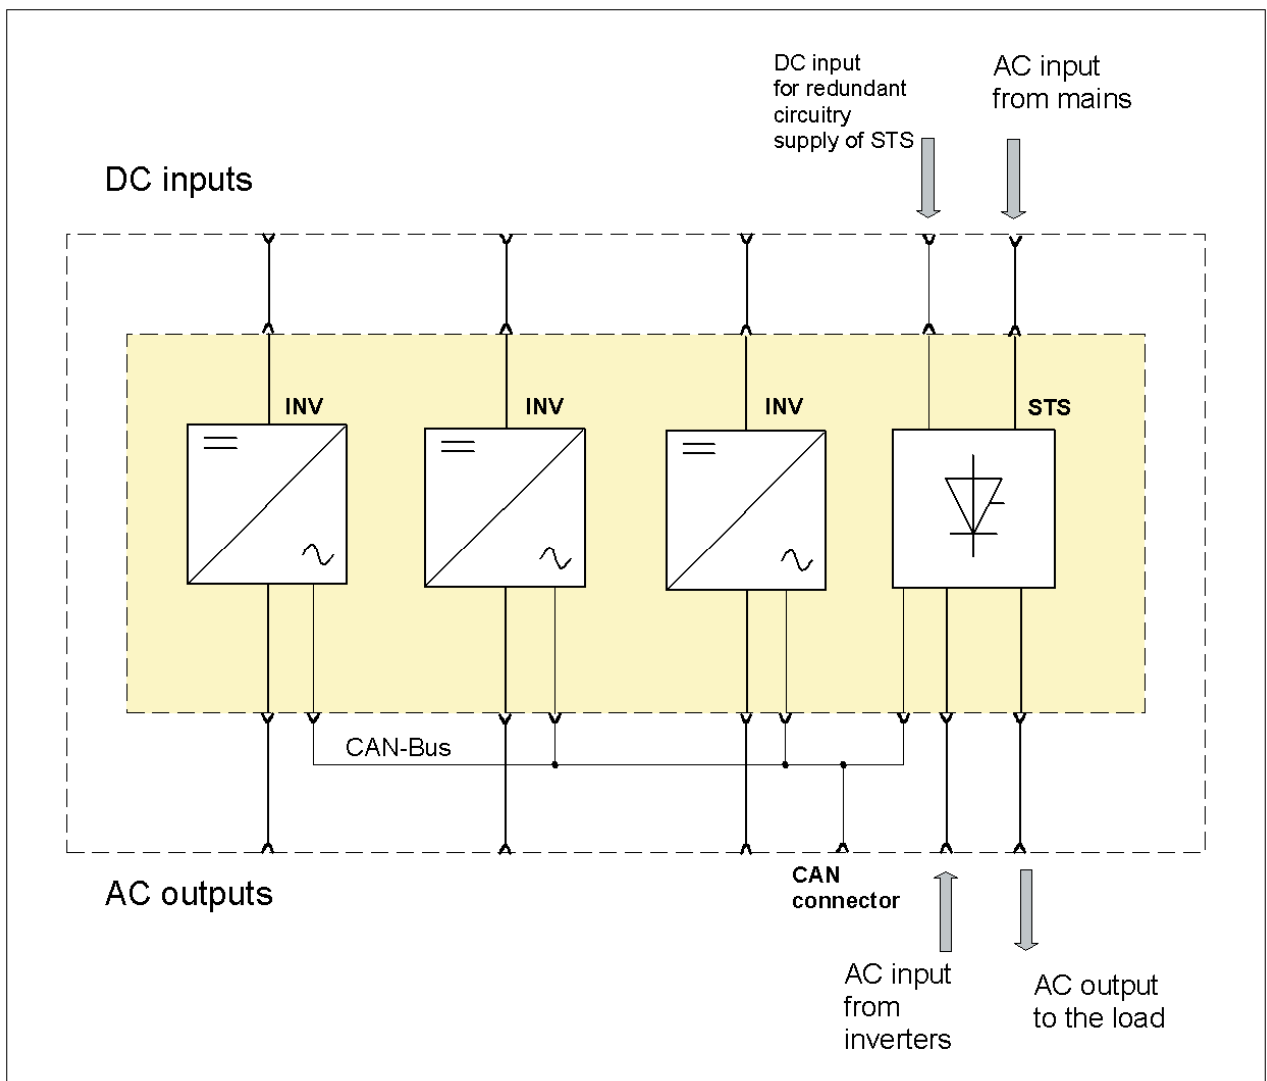 DC input
for redundant
circuitry
supply of STS
AC input
from mains
DC inputs
INV
INV
INV
STS
CAN-Bus
AC outputs
CAN
connector
AC input
from
inverters
AC output
to the load